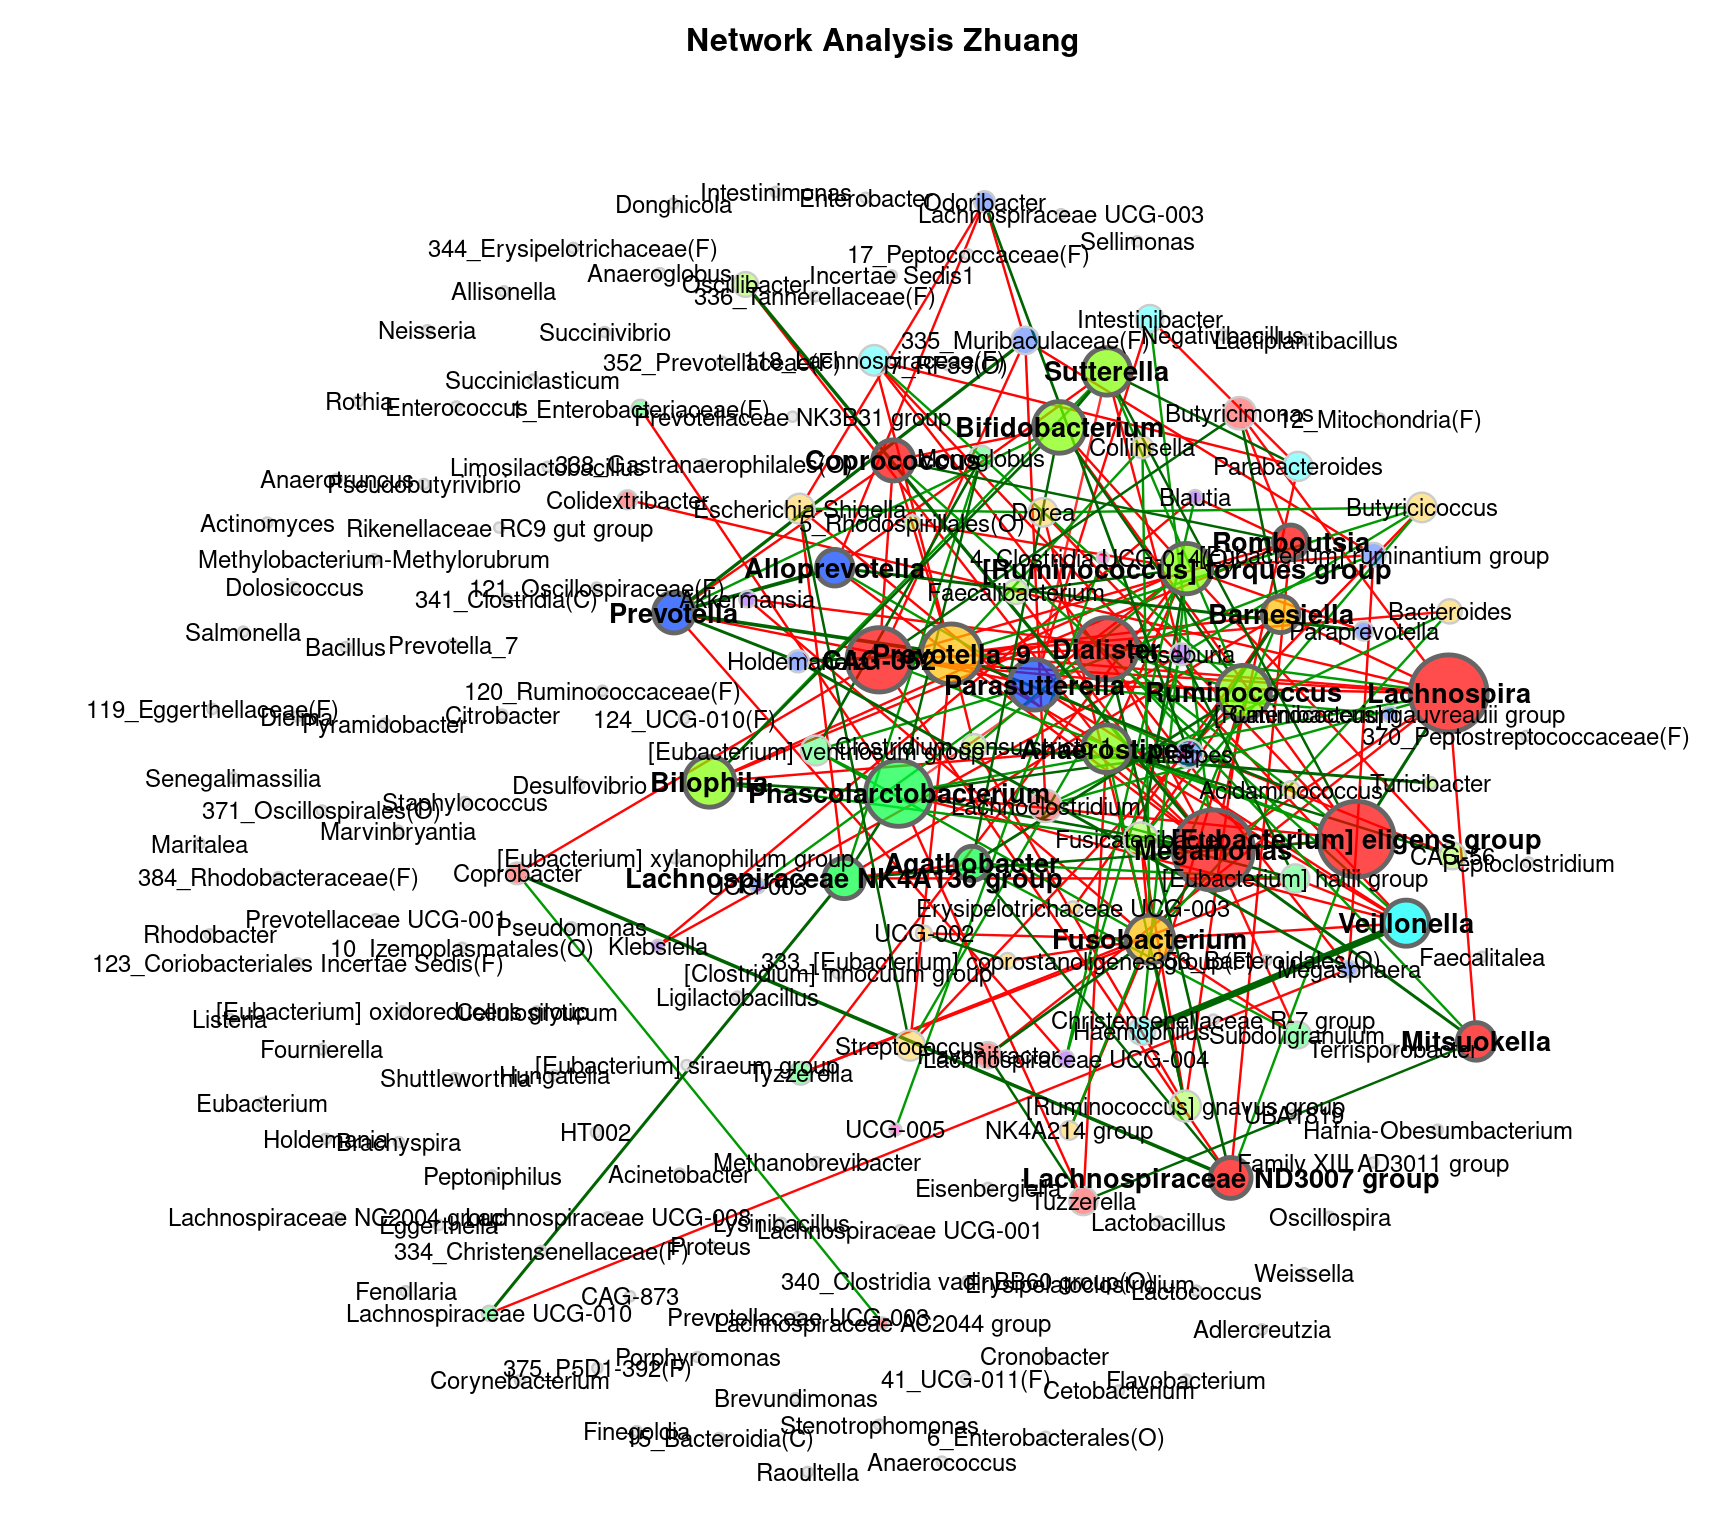 Network Analysis Zhuang
Intestinimonas
Enterobacter
Odoribacter
Donghicola
Lachnospiraceae UCG-003
Sellimonas
344_Erysipelotrichaceae(F)
17_Peptococcaceae(F)
Anaeroglobus
Incertae Sedis1
Oscillibacter
336_Tannerellaceae(F)
Allisonella
Intestinibacter
Neisseria
Succinivibrio
335_Muribaculaceae(F)
Negativibacillus
Lactiplantibacillus
352_Prevotellaceae(F)
118_Lachnospiraceae(F)
7_RF39(O)
Sutterella
Succiniclasticum
Rothia
Enterococcus
1_Enterobacteriaceae(F)
Prevotellaceae NK3B31 group
Butyricimonas
12_Mitochondria(F)
Bifidobacterium
Collinsella
Coprococcus
Monoglobus
Limosilactobacillus
338_Gastranaerophilales(O)
Parabacteroides
Anaerotruncus
Pseudobutyrivibrio
Colidextribacter
Blautia
Escherichia-Shigella
Dorea
Butyricicoccus
Actinomyces
Rikenellaceae RC9 gut group
5_Rhodospirillales(O)
Romboutsia
Methylobacterium-Methylorubrum
4_Clostridia UCG-014(O)
[Eubacterium] ruminantium group
Alloprevotella
[Ruminococcus] torques group
Dolosicoccus
121_Oscillospiraceae(F)
Faecalibacterium
341_Clostridia(C)
Akkermansia
Prevotella
Barnesiella
Bacteroides
Salmonella
Paraprevotella
Bacillus
Prevotella_7
Holdemanella
CAG-352
Prevotella_9
Dialister
Roseburia
Parasutterella
Ruminococcus
Lachnospira
120_Ruminococcaceae(F)
119_Eggerthellaceae(F)
Dielma
Pyramidobacter
Citrobacter
124_UCG-010(F)
[Ruminococcus] gauvreauii group
Catenibacterium
370_Peptostreptococcaceae(F)
[Eubacterium] ventriosum group
Clostridium sensu stricto 1
Anaerostipes
Alistipes
Senegalimassilia
Desulfovibrio
Bilophila
Phascolarctobacterium
Acidaminococcus
Turicibacter
Staphylococcus
371_Oscillospirales(O)
Lachnoclostridium
Marvinbryantia
Maritalea
Fusicatenibacter
[Eubacterium] eligens group
Megamonas
[Eubacterium] xylanophilum group
Agathobacter
CAG-56
Peptoclostridium
384_Rhodobacteraceae(F)
Coprobacter
Lachnospiraceae NK4A136 group
UCG-003
[Eubacterium] hallii group
Erysipelotrichaceae UCG-003
Prevotellaceae UCG-001
Pseudomonas
Veillonella
Rhodobacter
UCG-002
Fusobacterium
10_Izemoplasmatales(O)
Klebsiella
123_Coriobacteriales Incertae Sedis(F)
333_[Eubacterium] coprostanoligenes group(F)
353_Bacteroidales(O)
Faecalitalea
Megasphaera
[Clostridium] innocuum group
Ligilactobacillus
[Eubacterium] oxidoreducens group
Cellulosilyticum
Listeria
Christensenellaceae R-7 group
Haemophilus
Subdoligranulum
Mitsuokella
Fournierella
Streptococcus
Terrisporobacter
Flavonifractor
Lachnospiraceae UCG-004
[Eubacterium] siraeum group
Tyzzerella
Shuttleworthia
Hungatella
Eubacterium
[Ruminococcus] gnavus group
UBA1819
HT002
UCG-005
NK4A214 group
Hafnia-Obesumbacterium
Holdemania
Brachyspira
Methanobrevibacter
Family XIII AD3011 group
Peptoniphilus
Acinetobacter
Lachnospiraceae ND3007 group
Eisenbergiella
Tuzzerella
Lachnospiraceae NC2004 group
Eggerthella
Lachnospiraceae UCG-008
Lysinibacillus
Lachnospiraceae UCG-001
Lactobacillus
Oscillospira
334_Christensenellaceae(F)
Proteus
Weissella
340_Clostridia vadinBB60 group(O)
Erysipelatoclostridium
Lactococcus
Fenollaria
CAG-873
Lachnospiraceae UCG-010
Prevotellaceae UCG-003
Lachnospiraceae AC2044 group
Adlercreutzia
Porphyromonas
Cronobacter
375_P5D1-392(F)
Corynebacterium
41_UCG-011(F)
Flavobacterium
Cetobacterium
Brevundimonas
Stenotrophomonas
Finegoldia
15_Bacteroidia(C)
6_Enterobacterales(O)
Anaerococcus
Raoultella